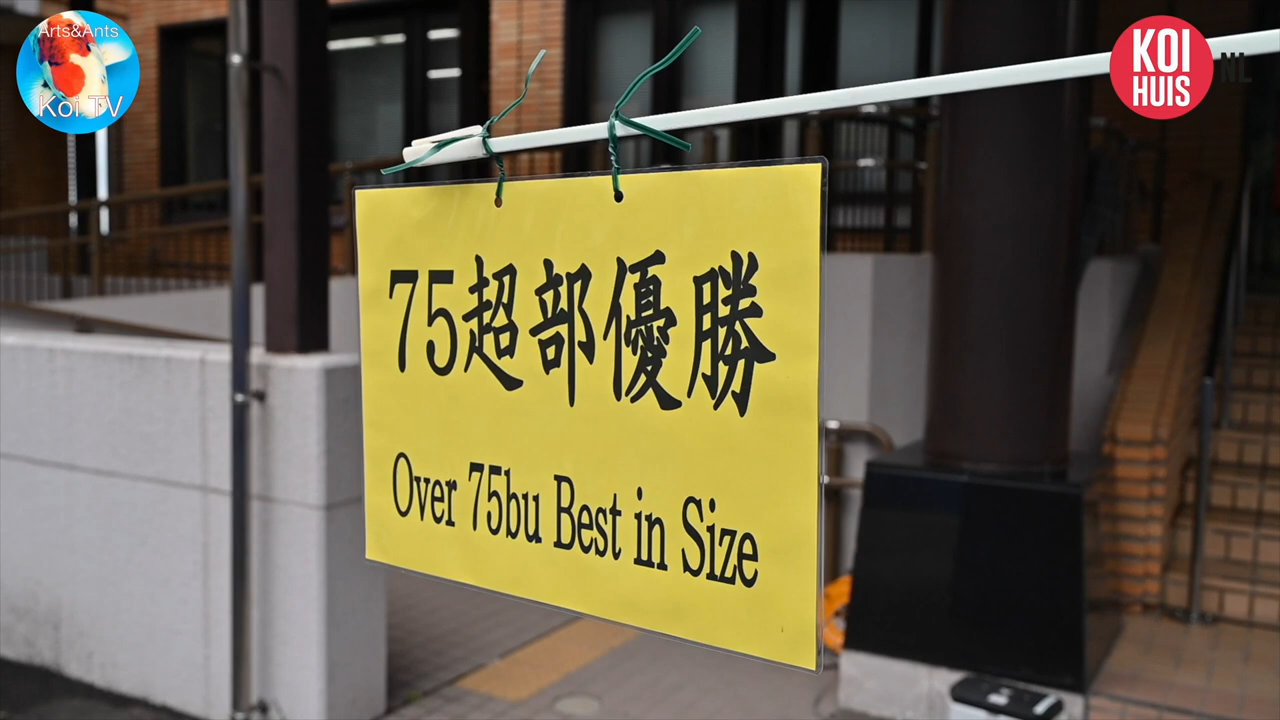 Arts&Ants
Koi TV
KOI
HUIS
NL
75超部優勝
Over 75bu Best in Size